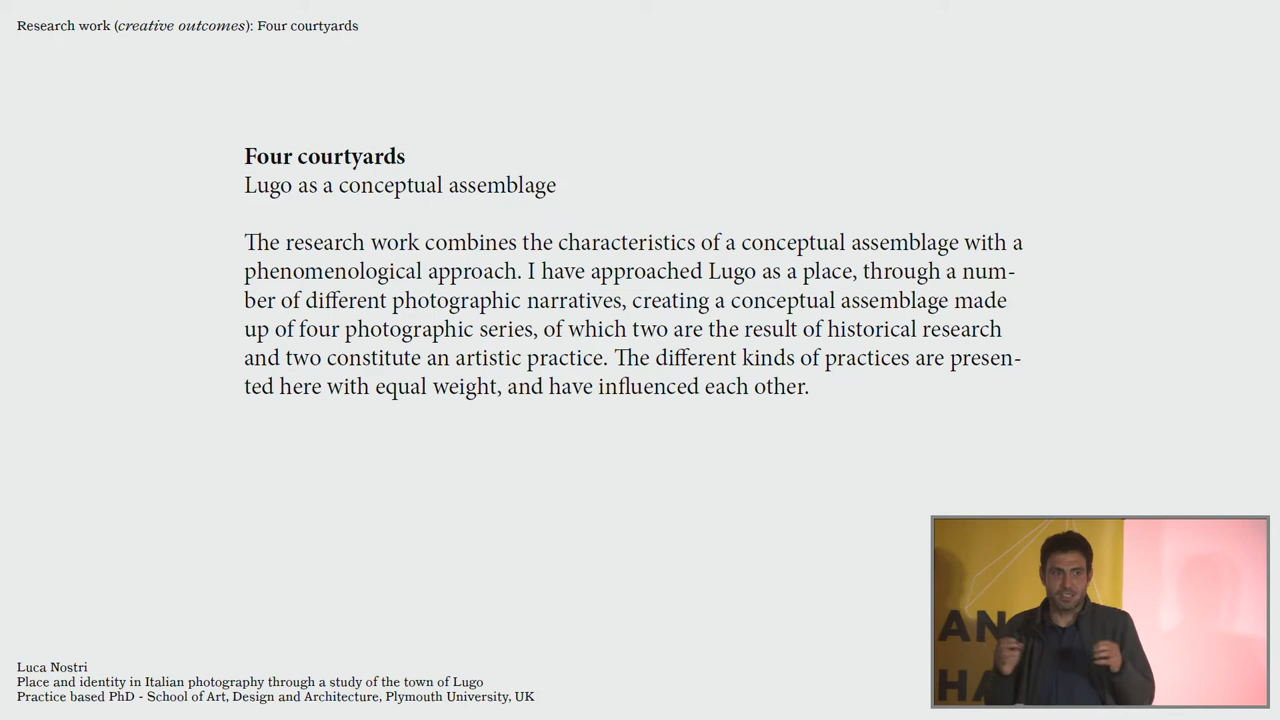 Research work (creative outcomes): Four courtyards
Four courtyards
Lugo as a conceptual assemblage
The research work combines the characteristics of a conceptual assemblage with a
phenomenological approach. I have approached Lugo as a place, through a num-
ber of different photographic narratives, creating a conceptual assemblage made
up of four photographic series, of which two are the result of historical research
and two constitute an artistic practice. The different kinds of practices are presen-
ted here with equal weight, and have influenced each other.
Luca Nostri
Place and identity in Italian photography through a study of the town of Lugo
Practice based PhD - School of Art, Design and Architecture, Plymouth University, UK